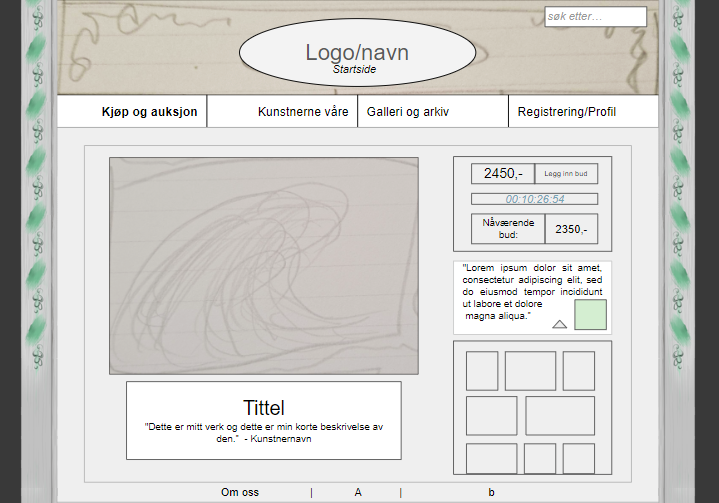 søk etter...
Logo/navn
Startside
Kjøp og auksjon
Kunstnerne våre
Galleri og arkiv
Registrering/Profil
2450,-
Legg inn bud
00:10:26:54
Nåværende
bud:
2350,-
"Lorem ipsum dolor sit amet,
consectetur adipiscing elit, sed
do eiusmod tempor incididunt
ut labore et dolore
magna aliqua."
Tittel
"Dette er mitt verk og dette er min korte beskrivelse av
den." - Kunstnernavn
Om oss | A | b